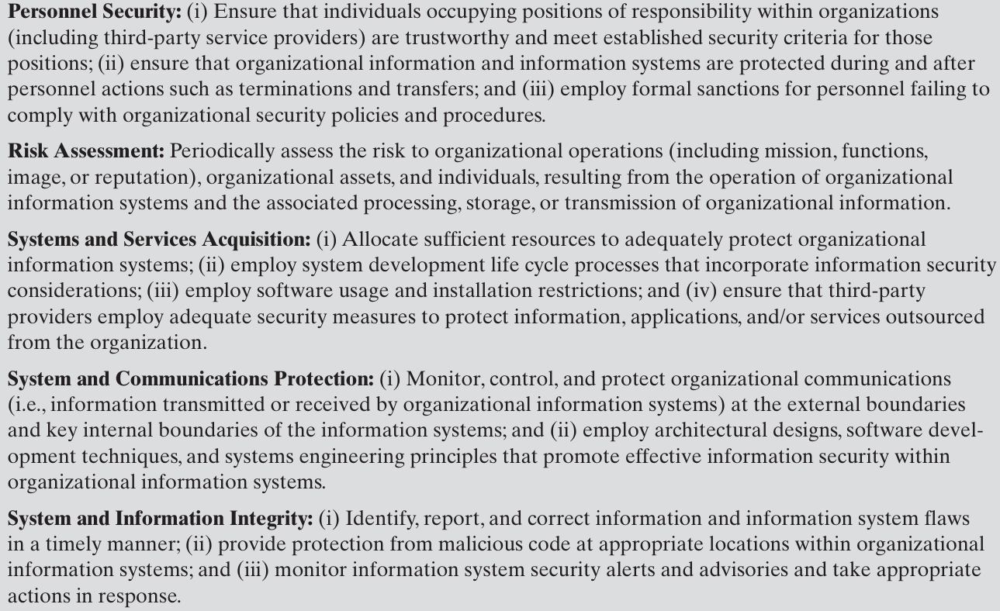 Personnel Security: (i) Ensure that individuals occupying positions of responsibility within organizations
(including third-party service providers) are trustworthy and meet established security criteria for those
positions; (ii) ensure that organizational information and information systems are protected during and after
personnel actions such as terminations and transfers; and (iii) employ formal sanctions for personnel failing to
comply with organizational security policies and procedures.
Risk Assessment: Periodically assess the risk to organizational operations (including mission, functions,
image, or reputation), organizational assets, and individuals, resulting from the operation of organizational
information systems and the associated processing, storage, or transmission of organizational information.
Systems and Services Acquisition: (i) Allocate sufficient resources to adequately protect organizational
information systems; (ii) employ system development life cycle processes that incorporate information security
considerations; (iii) employ software usage and installation restrictions; and (iv) ensure that third-party
providers employ adequate security measures to protect information, applications, and/or services outsourced
from the organization.
System and Communications Protection: (i) Monitor, control, and protect organizational communications
(i.e., information transmitted or received by organizational information systems) at the external boundaries
and key internal boundaries of the information systems; and (ii) employ architectural designs, software devel-
opment techniques, and systems engineering principles that promote effective information security within
organizational information systems.
System and Information Integrity: (i) Identify, report, and correct information and information system flaws
in a timely manner; (ii) provide protection from malicious code at appropriate locations within organizational
information systems; and (iii) monitor information system security alerts and advisories and take appropriate
actions in response.